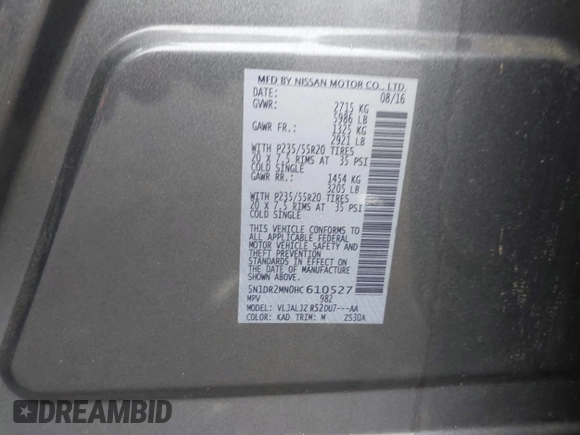 MFD BY NISSAN MOTOR CO., LTD.
DATE: 08/16
GVWR: 2715 KG
5986 LB
GAWR FR.: 1325 KG
2921 LB
WITH P235/55R20 TIRES
20 X 7.5 RIMS AT 35 PSI
COLD SINGLE
GAWR RR.: 1454 KG
3205 LB
WITH P235/55R20 TIRES
20 X 7.5 RIMS AT 35 PSI
COLD SINGLE
THIS VEHICLE CONFORMS TO
ALL APPLICABLE FEDERAL
MOTOR VEHICLE SAFETY AND
THEFT PREVENTION
STANDARDS IN EFFECT ON
THE DATE OF MANUFACTURE
SHOWN ABOVE.
5N1DR2MN0HC610527
MPV 982
MODEL: VLJALJZ R52DU7---AA
COLOR: KAD TRIM: M ZS30A
DREAMBID